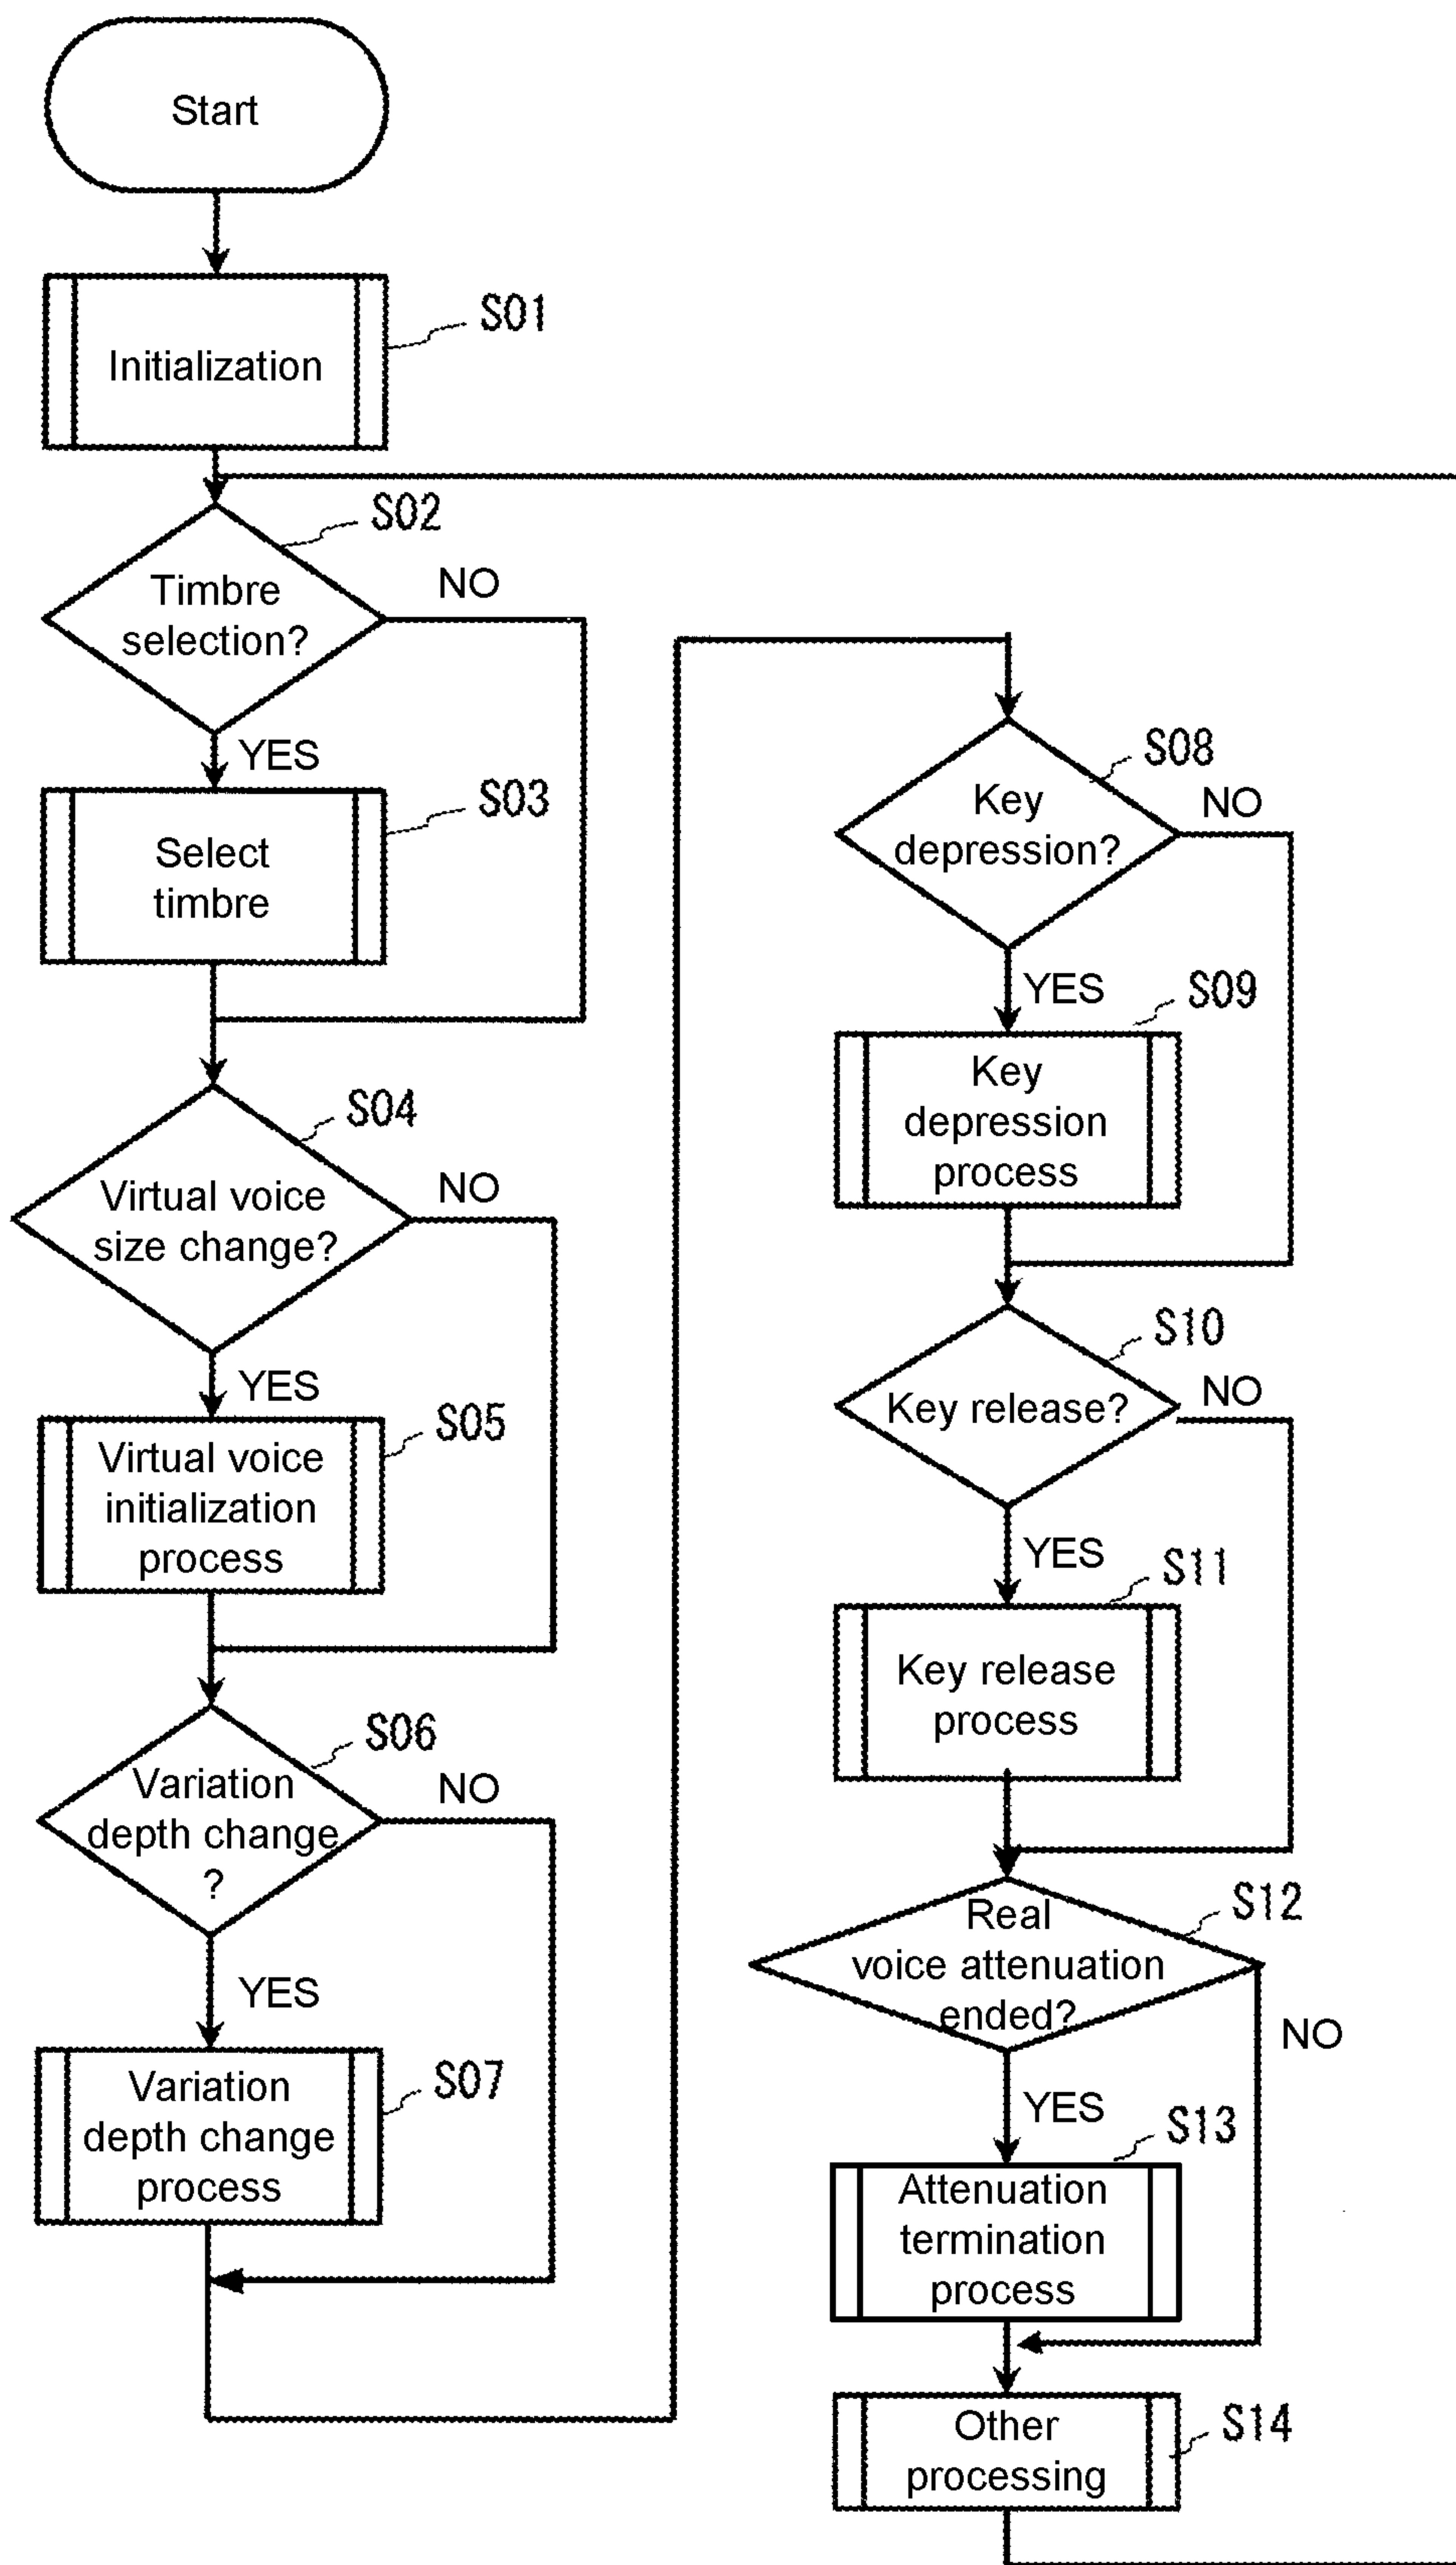 Start
S01
Initialization
S02
Timbre
selection?
NO
YES
S03
Select
timbre
S04
Virtual voice
size change?
NO
YES
S05
Virtual voice
initialization
process
S06
Variation
depth change
?
NO
YES
S07
Variation
depth change
process
S08
Key
depression?
NO
YES
S09
Key
depression
process
S10
Key release?
NO
YES
S11
Key release
process
S12
Real
voice attenuation
ended?
NO
YES
S13
Attenuation
termination
process
S14
Other
processing